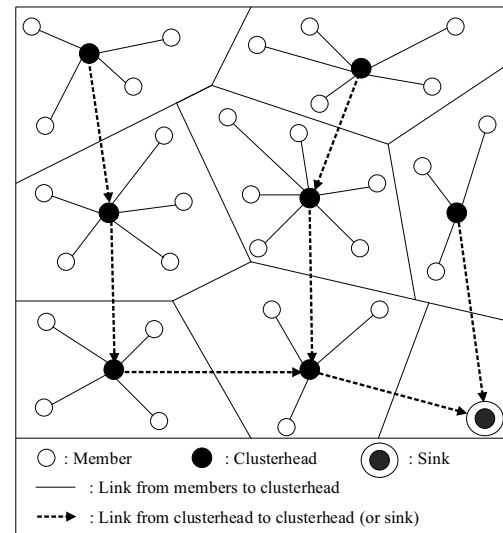 : Member : Clusterhead : Sink
: Link from members to clusterhead
: Link from clusterhead to clusterhead (or sink)